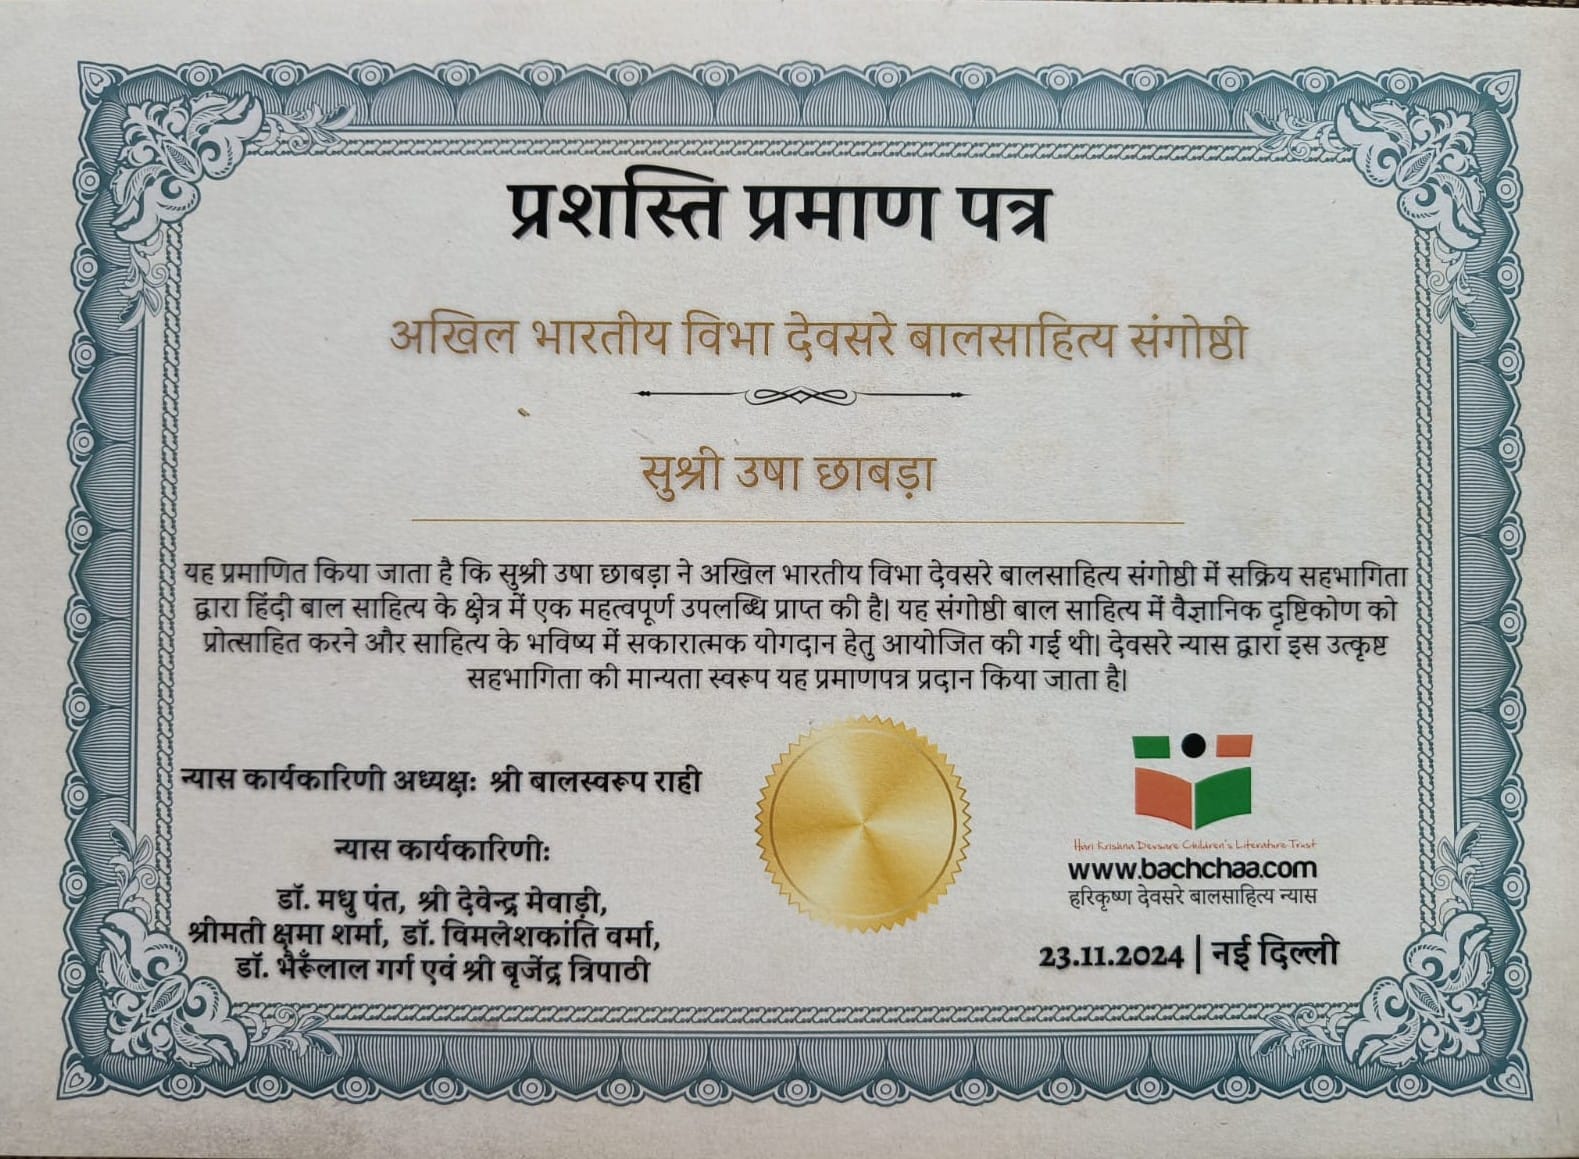 प्रशस्ति प्रमाण पत्र
अखिल भारतीय विभा देवसरे बालसाहित्य संगोष्ठी
सुश्री उषा छाबड़ा
यह प्रमाणित किया जाता है कि सुश्री उषा छाबड़ा ने अखिल भारतीय विभा देवसरे बालसाहित्य संगोष्ठी में सक्रिय सहभागिता
द्वारा हिंदी बाल साहित्य के क्षेत्र में एक महत्वपूर्ण उपलब्धि प्राप्त की है। यह संगोष्ठी बाल साहित्य में वैज्ञानिक दृष्टिकोण को
प्रोत्साहित करने और साहित्य के भविष्य में सकारात्मक योगदान हेतु आयोजित की गई थी। देवसरे न्यास द्वारा इस उत्कृष्ट
सहभागिता की मान्यता स्वरूप यह प्रमाणपत्र प्रदान किया जाता है।
न्यास कार्यकारिणी अध्यक्षः श्री बालस्वरूप राही
न्यास कार्यकारिणीः
डॉ. मधु पंत, श्री देवेन्द्र मेवाड़ी,
श्रीमती क्षमा शर्मा, डॉ. विमलेशकांति वर्मा,
डॉ. भैरूँलाल गर्ग एवं श्री बृजेंद्र त्रिपाठी
Hari Krishna Devsare Children's Literature Trust
www.bachchaa.com
हरिकृष्ण देवसरे बालसाहित्य न्यास
23.11.2024 | नई दिल्ली